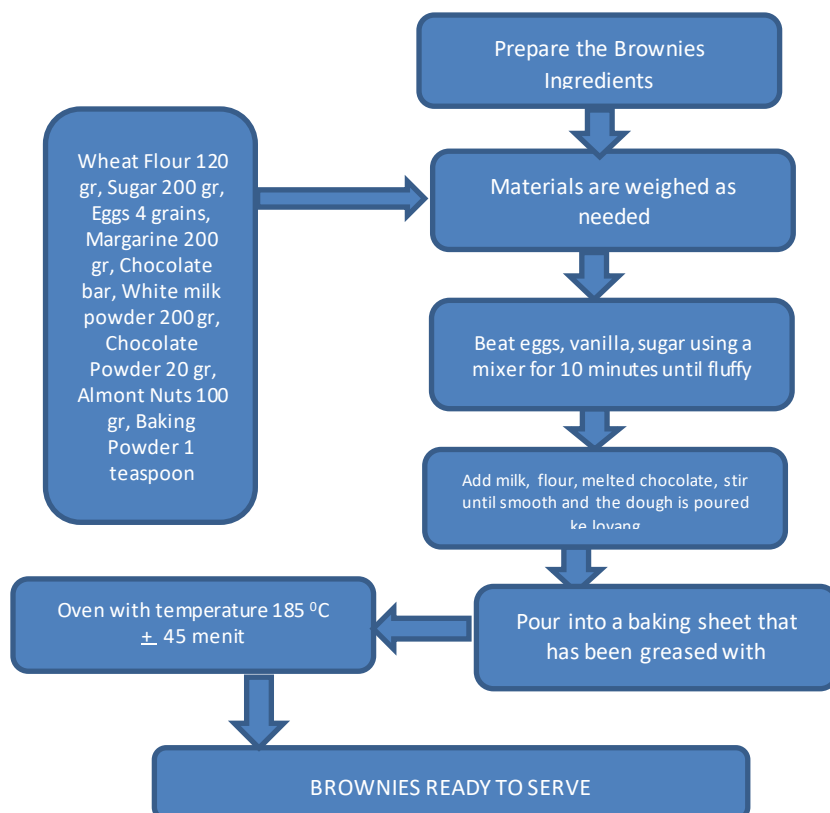 Prepare the Brownies
Ingredients
Wheat Flour 120
gr, Sugar 200 gr,
Eggs 4 grains,
Margarine 200
gr, Chocolate
bar, White milk
powder 200 gr,
Chocolate
Powder 20 gr,
Almont Nuts 100
gr, Baking
Powder 1
teaspoon
Materials are weighed as
needed
Beat eggs, vanilla, sugar using a
mixer for 10 minutes until fluffy
Add milk, flour, melted chocolate, stir
until smooth and the dough is poured
ke loyang
Pour into a baking sheet that
has been greased with
Oven with temperature 185 ⁰C
± 45 menit
BROWNIES READY TO SERVE